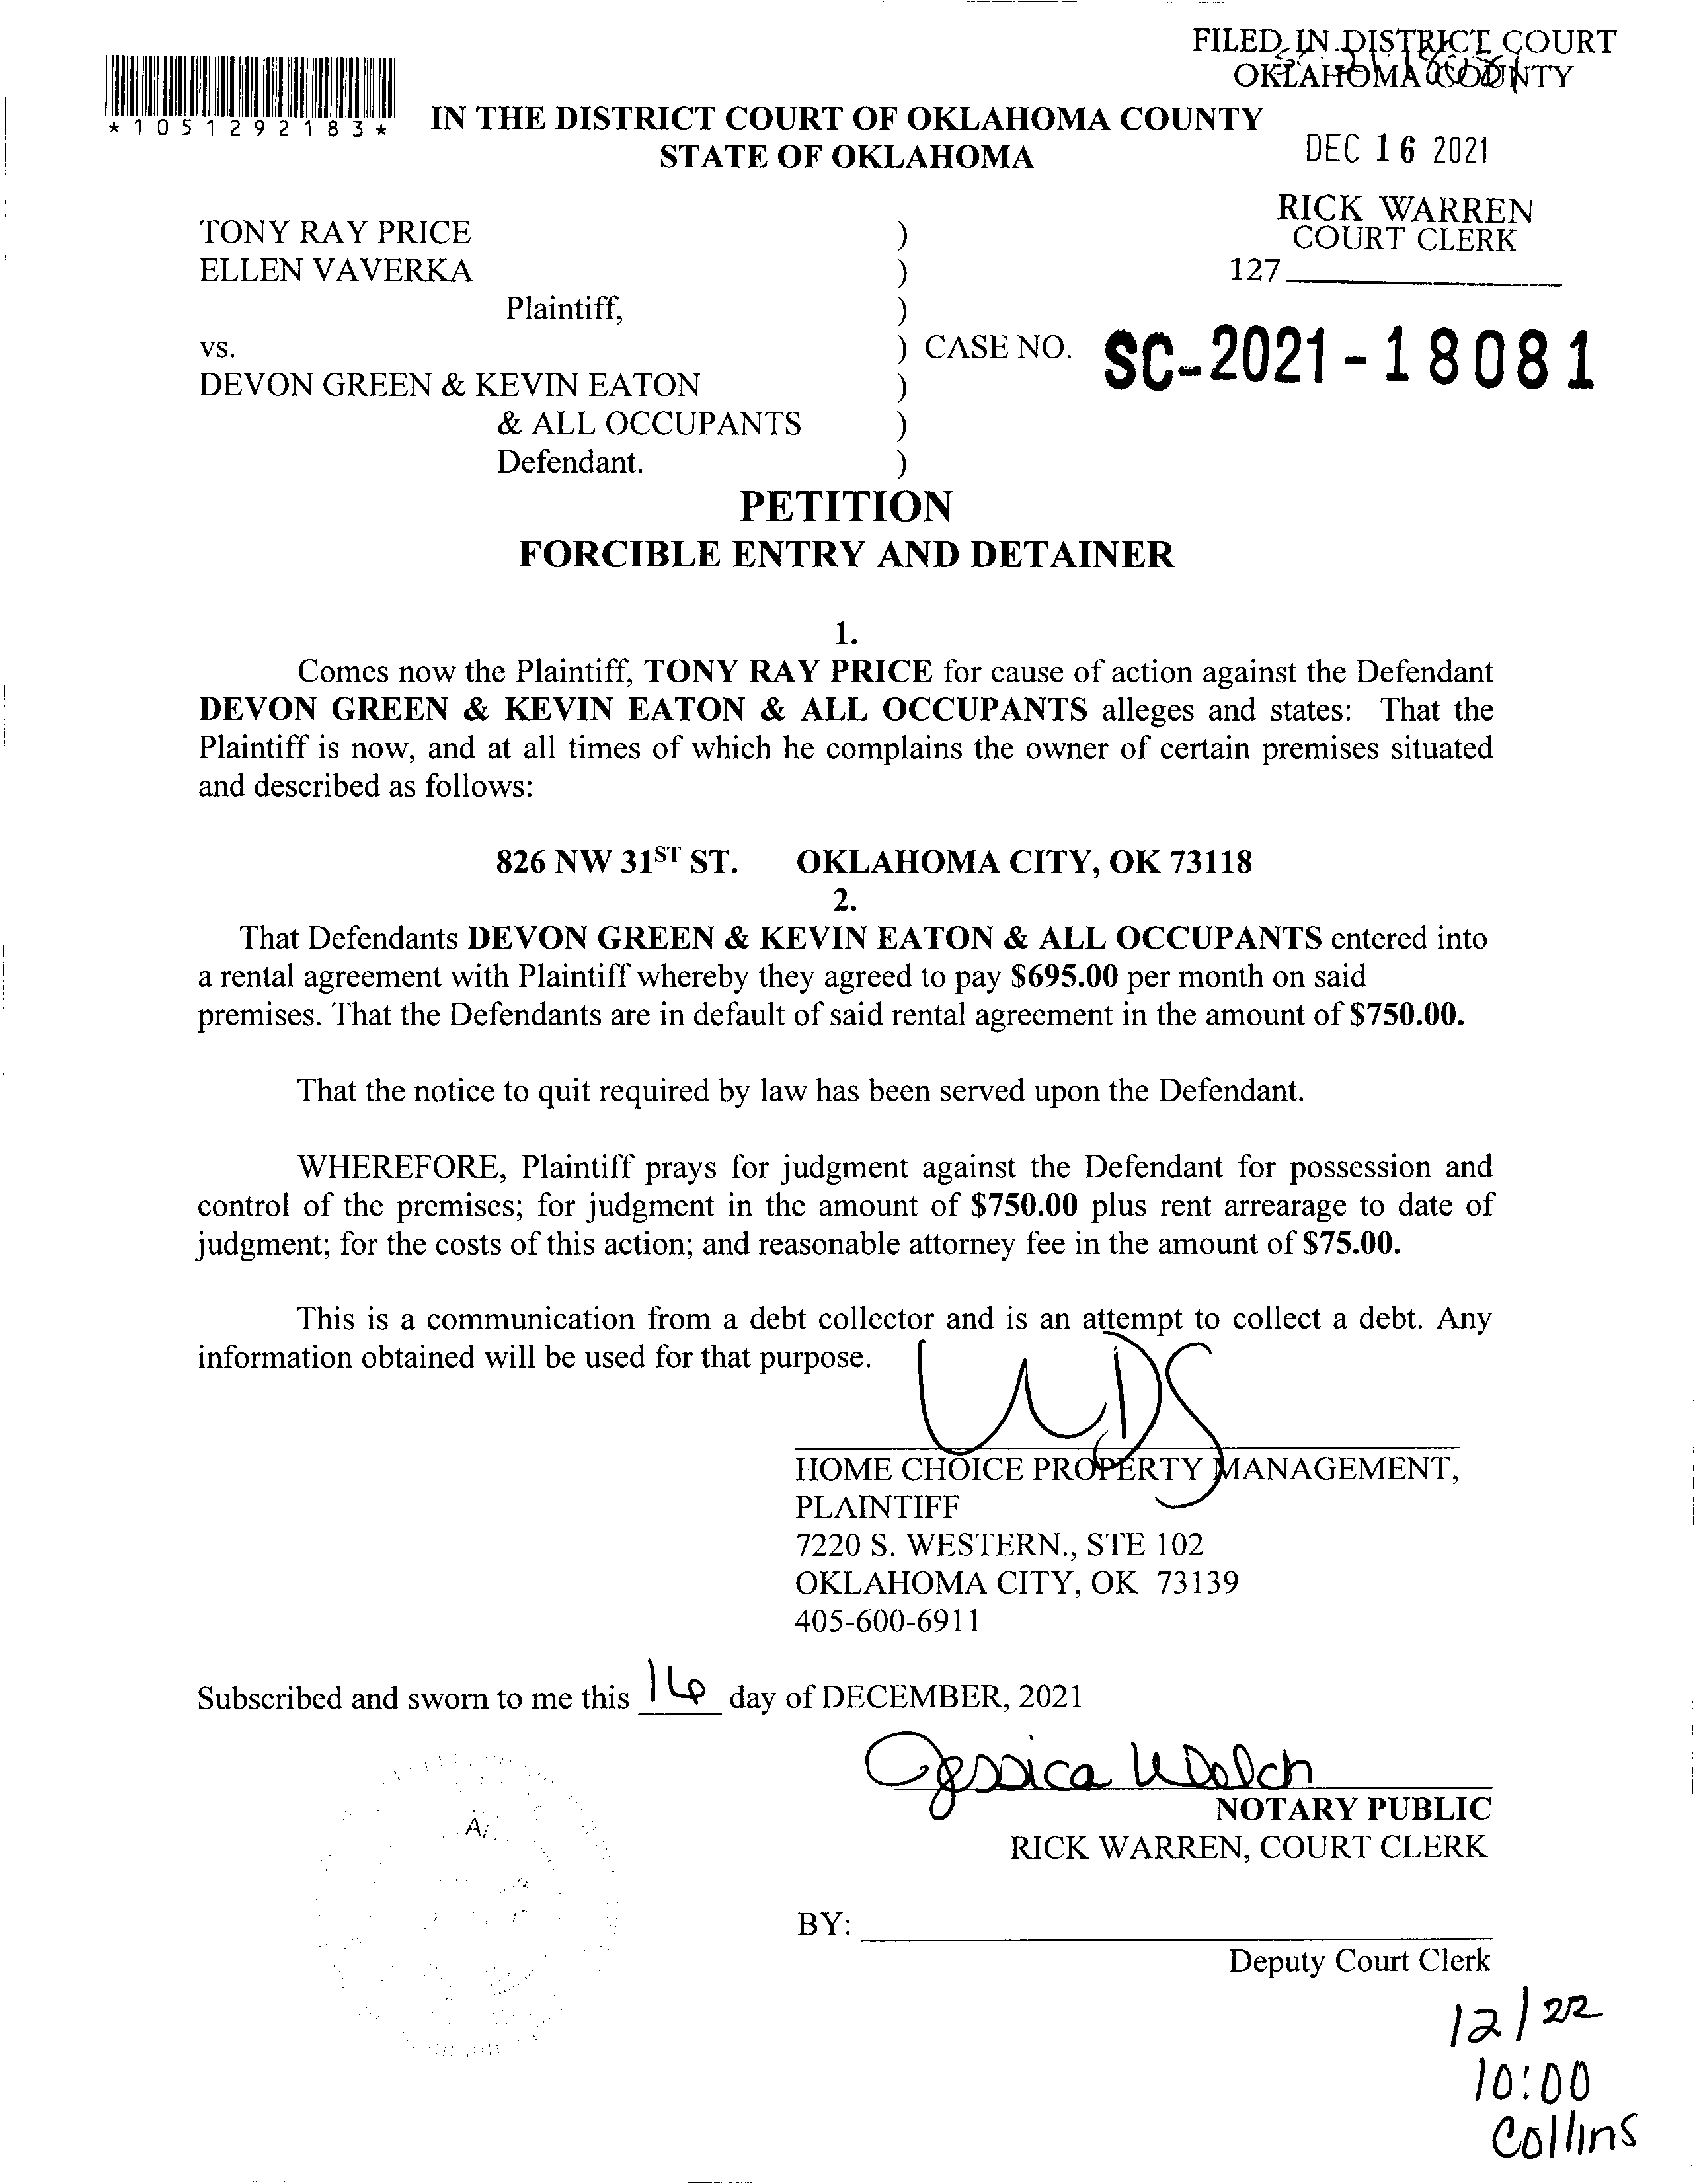 FILED IN DISTRICT COURT
OKLAHOMA COUNTY
*1051292183*
IN THE DISTRICT COURT OF OKLAHOMA COUNTY
STATE OF OKLAHOMA
DEC 16 2021
RICK WARREN
COURT CLERK
127
TONY RAY PRICE )
ELLEN VAVERKA )
Plaintiff, )
vs. ) CASE NO. SC-2021-18081
DEVON GREEN & KEVIN EATON )
& ALL OCCUPANTS )
Defendant. )
PETITION
FORCIBLE ENTRY AND DETAINER
1.
Comes now the Plaintiff, TONY RAY PRICE for cause of action against the Defendant
DEVON GREEN & KEVIN EATON & ALL OCCUPANTS alleges and states: That the
Plaintiff is now, and at all times of which he complains the owner of certain premises situated
and described as follows:
826 NW 31ST ST. OKLAHOMA CITY, OK 73118
2.
That Defendants DEVON GREEN & KEVIN EATON & ALL OCCUPANTS entered into
a rental agreement with Plaintiff whereby they agreed to pay $695.00 per month on said
premises. That the Defendants are in default of said rental agreement in the amount of $750.00.
That the notice to quit required by law has been served upon the Defendant.
WHEREFORE, Plaintiff prays for judgment against the Defendant for possession and
control of the premises; for judgment in the amount of $750.00 plus rent arrearage to date of
judgment; for the costs of this action; and reasonable attorney fee in the amount of $75.00.
This is a communication from a debt collector and is an attempt to collect a debt. Any
information obtained will be used for that purpose.
HOME CHOICE PROPERTY MANAGEMENT,
PLAINTIFF
7220 S. WESTERN., STE 102
OKLAHOMA CITY, OK 73139
405-600-6911
Subscribed and sworn to me this 16 day of DECEMBER, 2021
Jessica Welch
NOTARY PUBLIC
RICK WARREN, COURT CLERK
BY:
Deputy Court Clerk
12/22
10:00
Collins